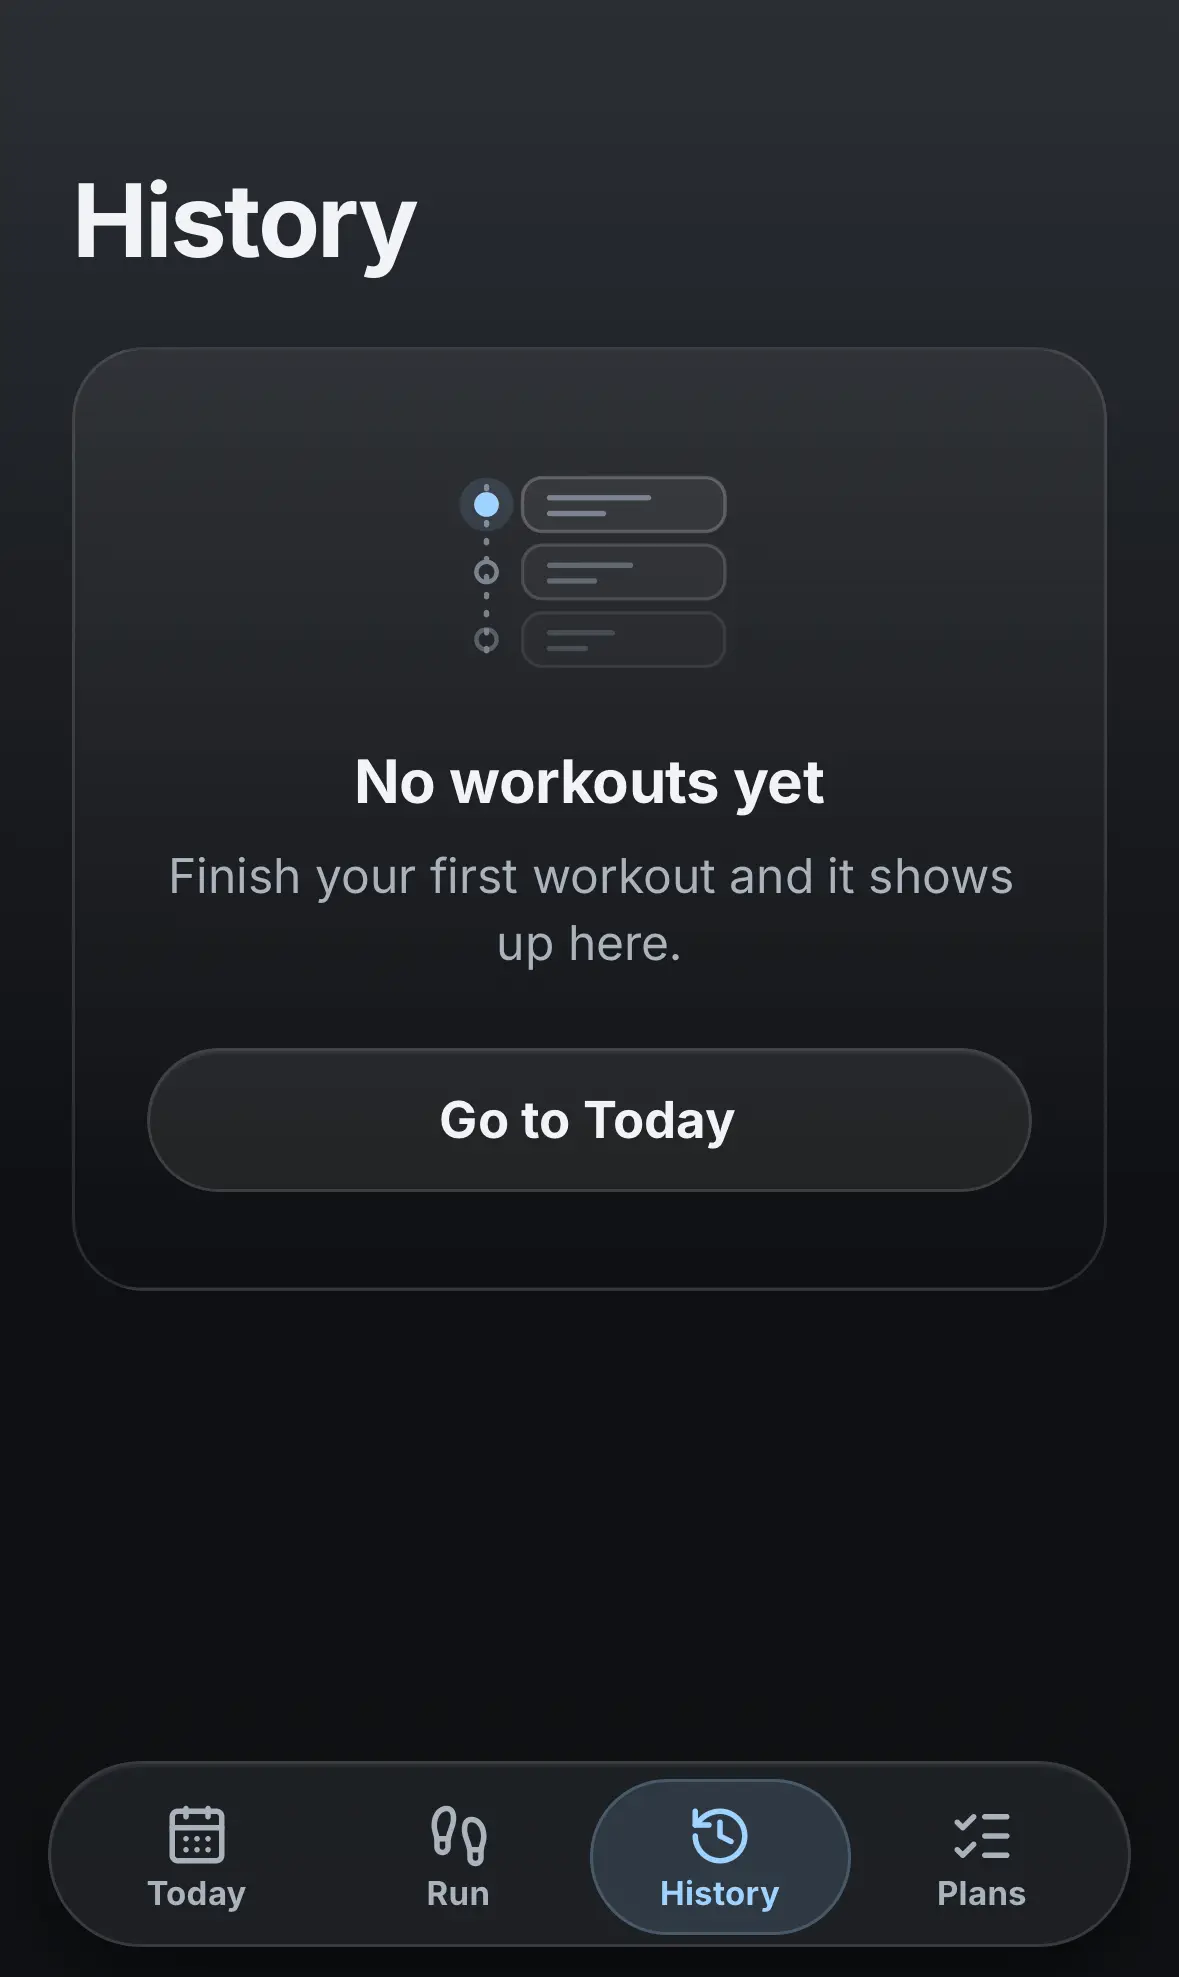 History
No workouts yet
Finish your first workout and it shows
up here.
Go to Today
Today
Run
History
Plans